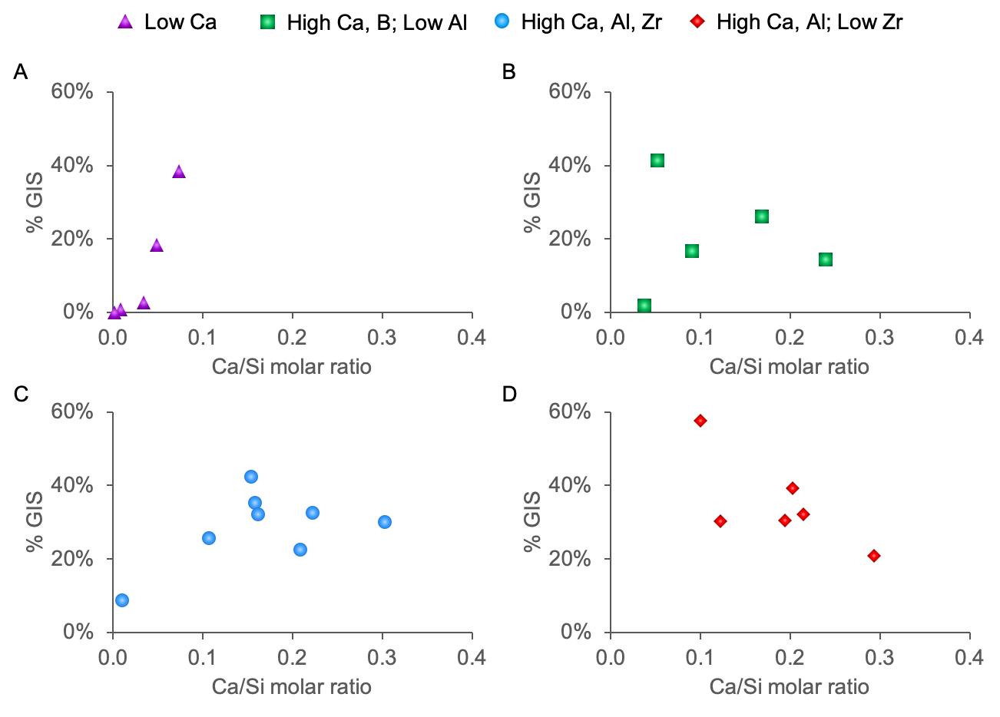 Low Ca High Ca, B; Low Al High Ca, Al, Zr High Ca, Al; Low Zr
A
60%
40%
20%
0%
% GIS
0.0 0.1 0.2 0.3 0.4
Ca/Si molar ratio
B
60%
40%
20%
0%
% GIS
0.0 0.1 0.2 0.3 0.4
Ca/Si molar ratio
C
60%
40%
20%
0%
% GIS
0.0 0.1 0.2 0.3 0.4
Ca/Si molar ratio
D
60%
40%
20%
0%
% GIS
0.0 0.1 0.2 0.3 0.4
Ca/Si molar ratio